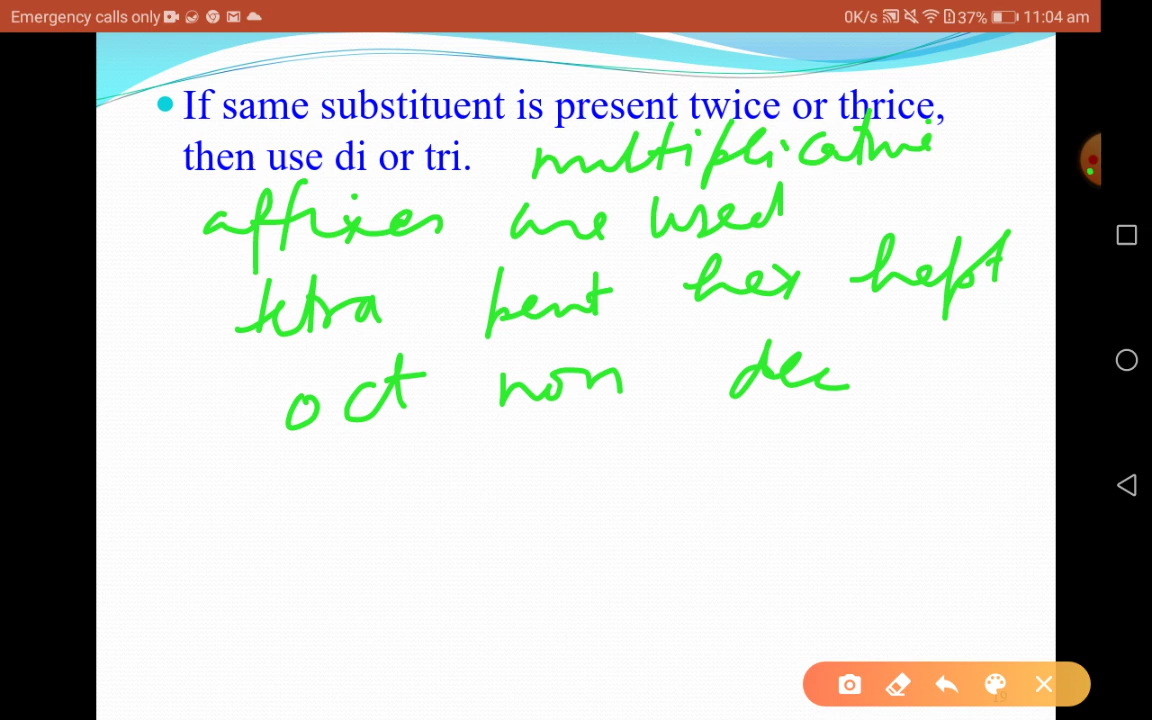 Emergency calls only 0K/s 37% 11:04 am
If same substituent is present twice or thrice,
then use di or tri. multiplicative
affixes are used
tetra pent hex hept
oct non dec
19